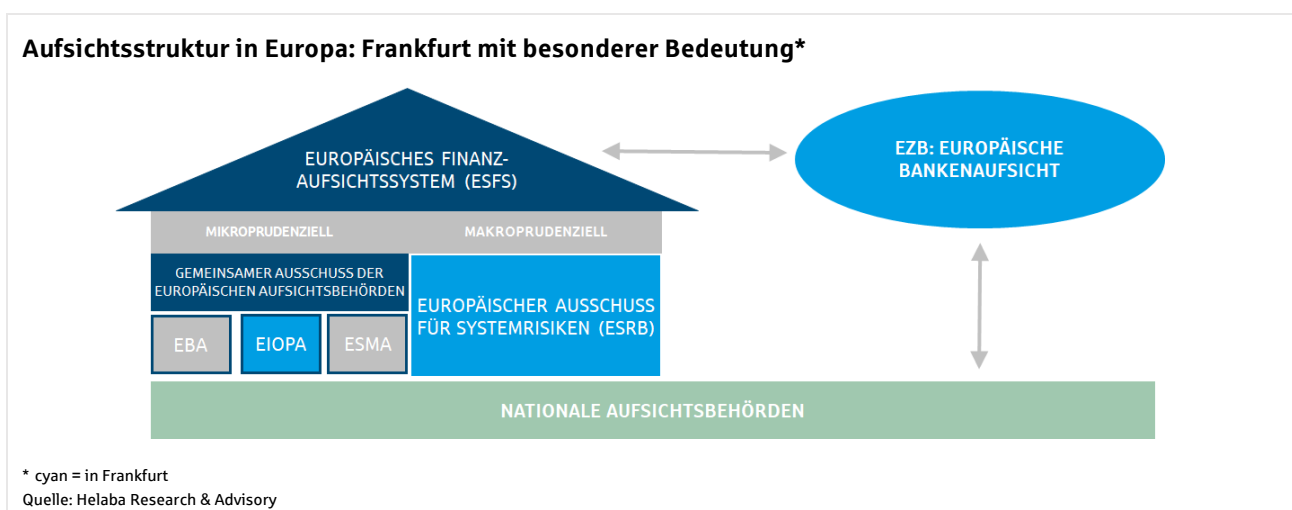 Aufsichtsstruktur in Europa: Frankfurt mit besonderer Bedeutung*
EUROPÄISCHES FINANZ-
AUFSICHTSSYSTEM (ESFS)
EZB: EUROPÄISCHE
BANKENAUFSICHT
MIKROPRUDENZIELL
MAKROPRUDENZIELL
GEMEINSAMER AUSSCHUSS DER
EUROPÄISCHEN AUFSICHTSBEHÖRDEN
EUROPÄISCHER AUSSCHUSS
FÜR SYSTEMRISIKEN (ESRB)
EBA
EIOPA
ESMA
NATIONALE AUFSICHTSBEHÖRDEN
* cyan = in Frankfurt
Quelle: Helaba Research & Advisory